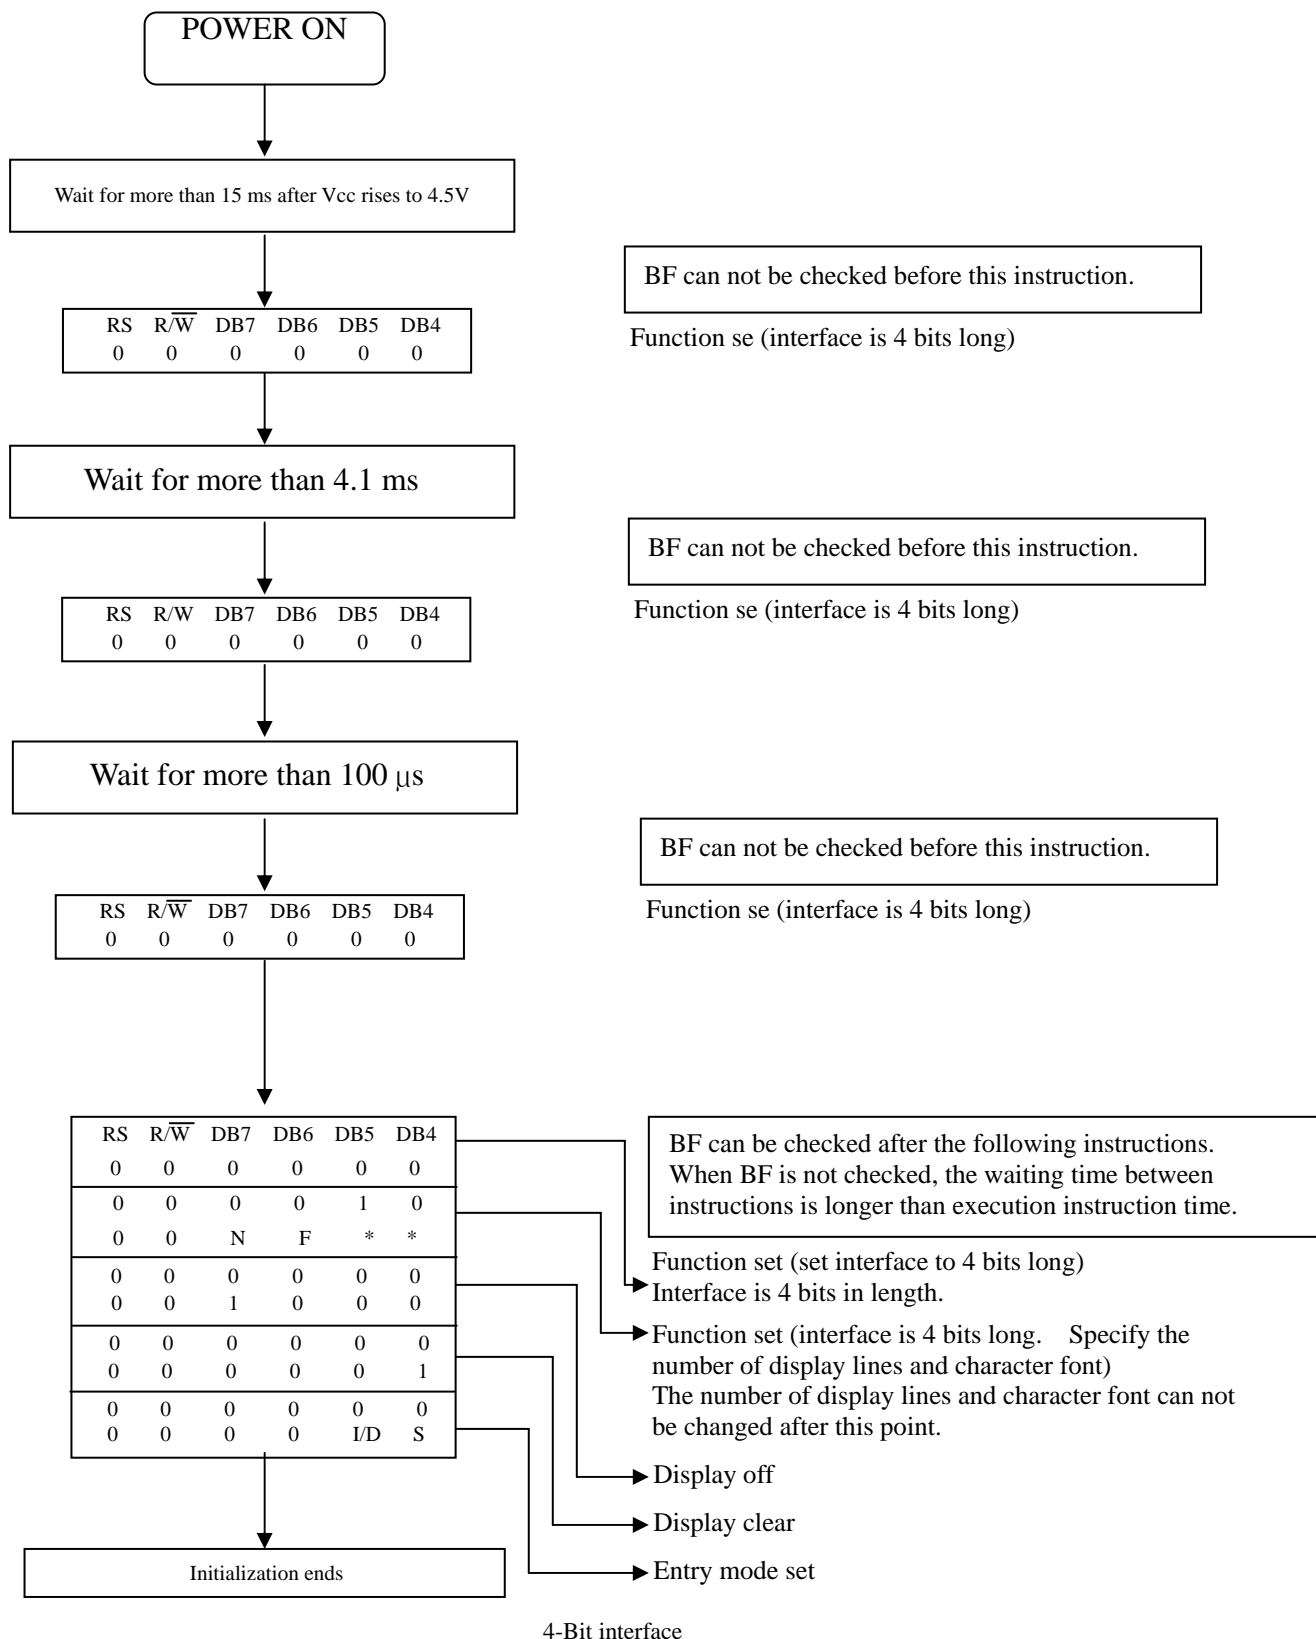 POWER ON
Wait for more than 15 ms after Vcc rises to 4.5V
BF can not be checked before this instruction.
RS R/W̅ DB7 DB6 DB5 DB4
0 0 0 0 0 0
Function se (interface is 4 bits long)
Wait for more than 4.1 ms
BF can not be checked before this instruction.
RS R/W DB7 DB6 DB5 DB4
0 0 0 0 0 0
Function se (interface is 4 bits long)
Wait for more than 100 μs
BF can not be checked before this instruction.
RS R/W̅ DB7 DB6 DB5 DB4
0 0 0 0 0 0
Function se (interface is 4 bits long)
RS R/W̅ DB7 DB6 DB5 DB4
0 0 0 0 0 0
0 0 0 0 1 0
0 0 N F * *
0 0 0 0 0 0
0 0 1 0 0 0
0 0 0 0 0 0
0 0 0 0 0 1
0 0 0 0 0 0
0 0 0 0 I/D S
BF can be checked after the following instructions.
When BF is not checked, the waiting time between
instructions is longer than execution instruction time.
Function set (set interface to 4 bits long)
Interface is 4 bits in length.
Function set (interface is 4 bits long. Specify the
number of display lines and character font)
The number of display lines and character font can not
be changed after this point.
Display off
Display clear
Entry mode set
Initialization ends
4-Bit interface